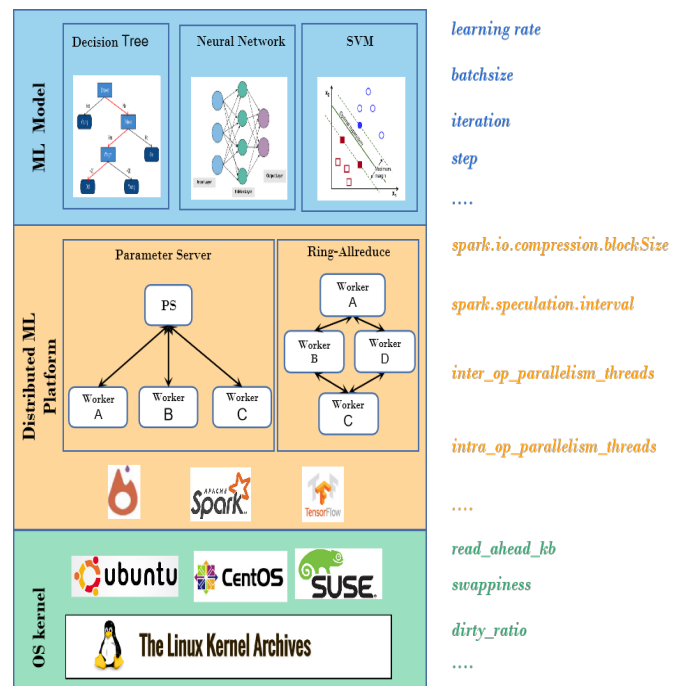 Decision Tree
Neural Network
SVM
ML Model
learning rate
batchsize
iteration
step
....
Parameter Server
Ring-Allreduce
PS
Worker
A
Worker
B
Worker
C
Worker
A
Worker
B
Worker
D
Worker
C
Distributed ML
Platform
APACHE
Spark
TensorFlow
spark.io.compression.blockSize
spark.speculation.interval
inter_op_parallelism_threads
intra_op_parallelism_threads
....
OS kernel
ubuntu
CentOS
SUSE
The Linux Kernel Archives
read_ahead_kb
swappiness
dirty_ratio
....